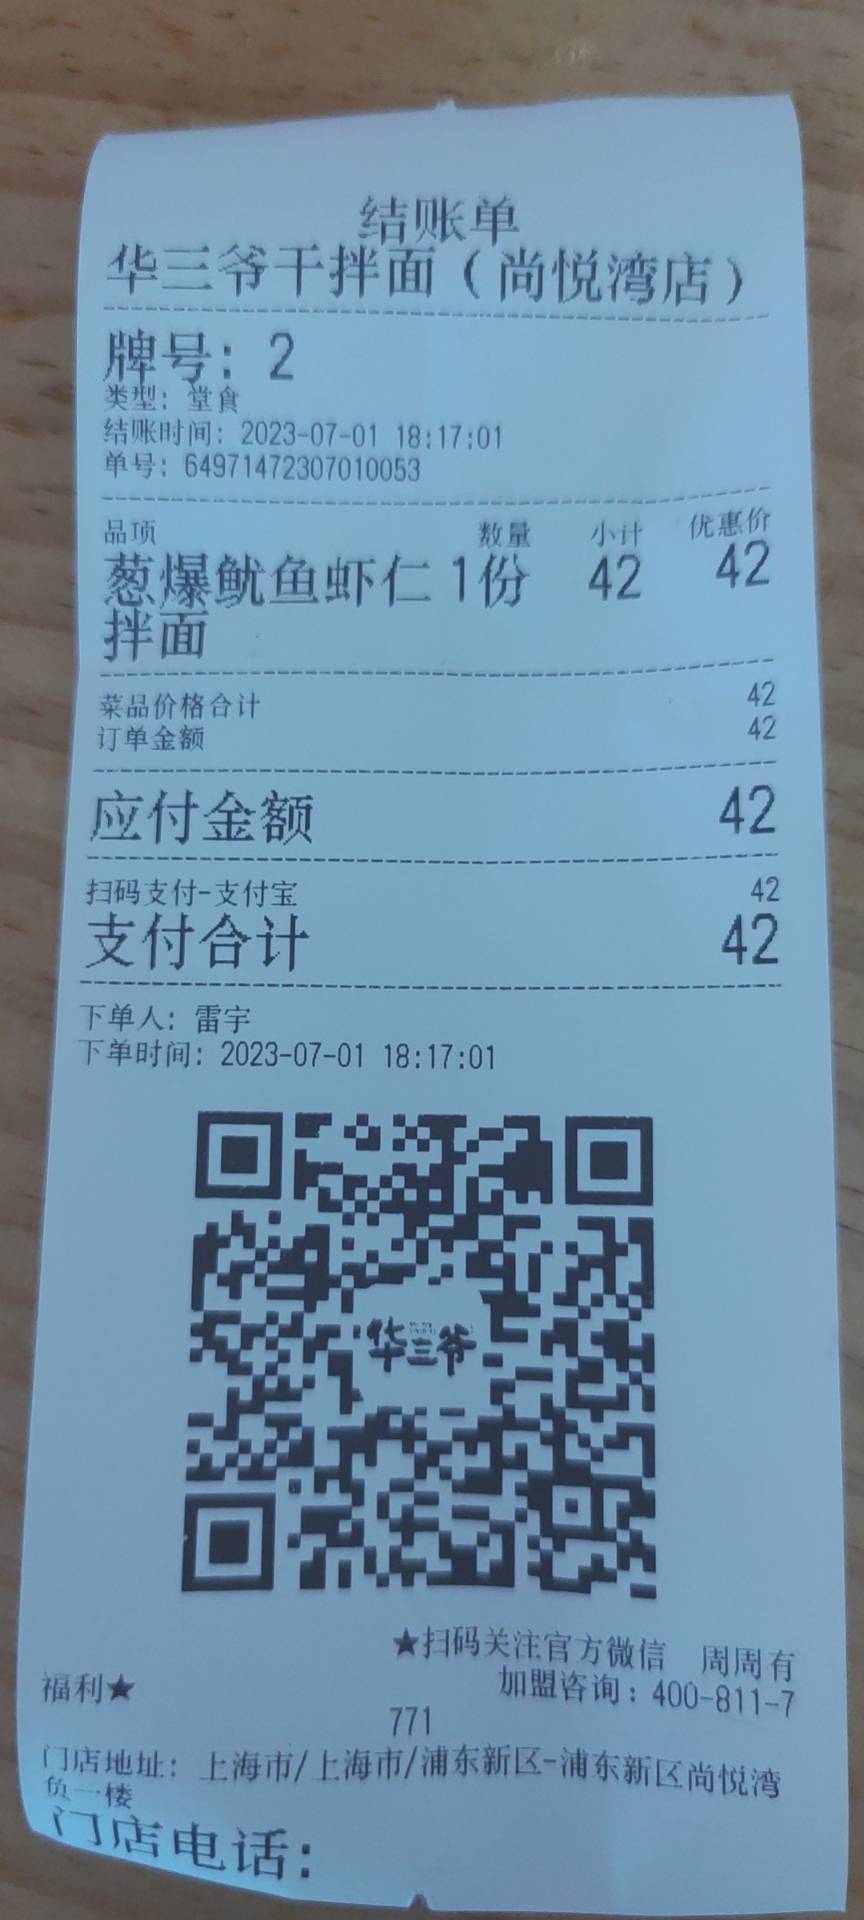 结账单
华三爷干拌面（尚悦湾店）
牌号：2
类型：堂食
结账时间：2023-07-01 18:17:01
单号：64971472307010053
品项 数量 小计 优惠价
葱爆鱿鱼虾仁 1份 42 42
拌面
菜品价格合计 42
订单金额 42
应付金额 42
扫码支付-支付宝 42
支付合计 42
下单人：雷宇
下单时间：2023-07-01 18:17:01
华三爷
★扫码关注官方微信 周周有
福利★
加盟咨询：400-811-7
771
门店地址：上海市/上海市/浦东新区-浦东新区尚悦湾
负一楼
门店电话：